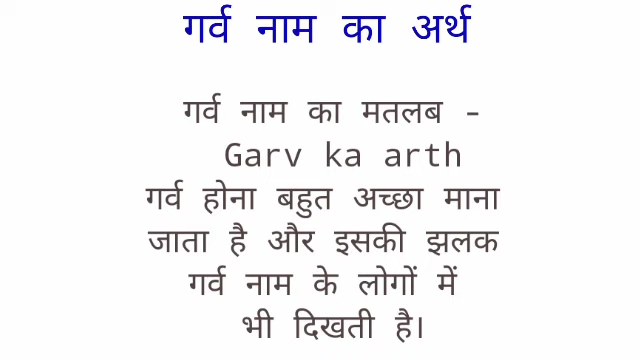 गर्व नाम का अर्थ
गर्व नाम का मतलब -
Garv ka arth
गर्व होना बहुत अच्छा माना
जाता है और इसकी झलक
गर्व नाम के लोगों में
भी दिखती है।